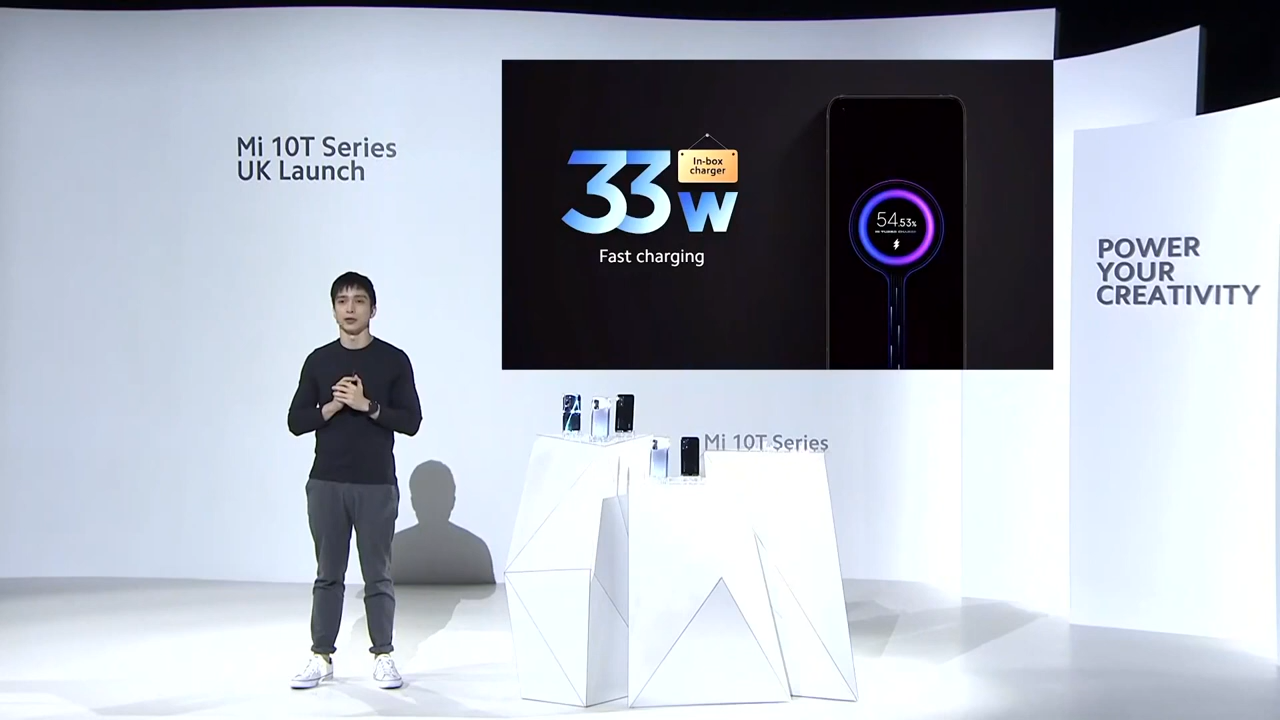 Mi 10T Series
UK Launch
33W
In-box
charger
Fast charging
54.53%
POWER
YOUR
CREATIVITY
Mi 10T Series